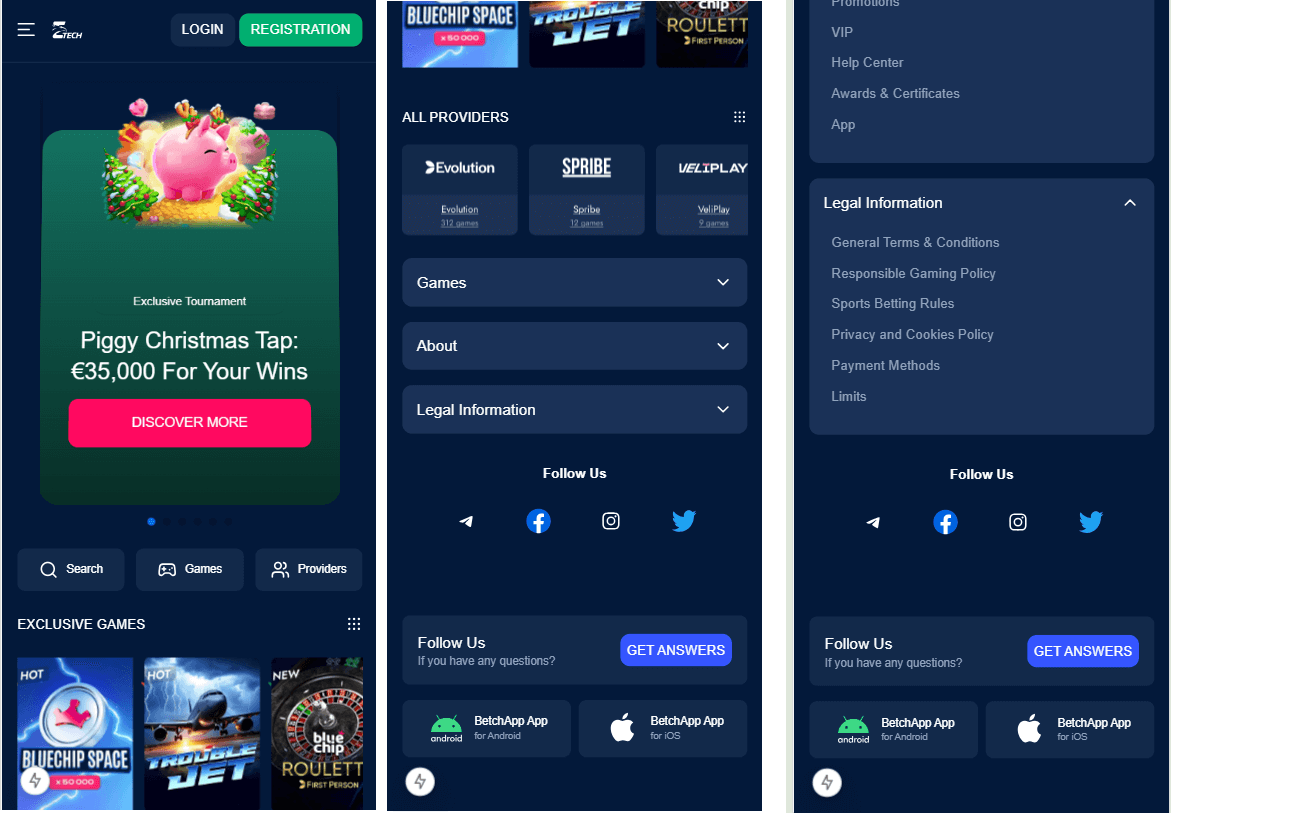 ZTECH
LOGIN
REGISTRATION
Exclusive Tournament
Piggy Christmas Tap:
€35,000 For Your Wins
DISCOVER MORE
Search
Games
Providers
EXCLUSIVE GAMES
HOT
BLUECHIP SPACE
x50 000
HOT
TROUBLE
JET
NEW
blue
chip
ROULETT
FIRST PERSON
BLUECHIP SPACE
x50 000
TROUBLE
JET
chip
ROULETT
FIRST PERSON
ALL PROVIDERS
Evolution
Evolution
312 games
SPRIBE
Spribe
12 games
VELIPLAY
VeliPlay
9 games
Games
About
Legal Information
Follow Us
Follow Us
If you have any questions?
GET ANSWERS
android
BetchApp App
for Android
BetchApp App
for iOS
Promotions
VIP
Help Center
Awards & Certificates
App
Legal Information
General Terms & Conditions
Responsible Gaming Policy
Sports Betting Rules
Privacy and Cookies Policy
Payment Methods
Limits
Follow Us
Follow Us
If you have any questions?
GET ANSWERS
android
BetchApp App
for Android
BetchApp App
for iOS